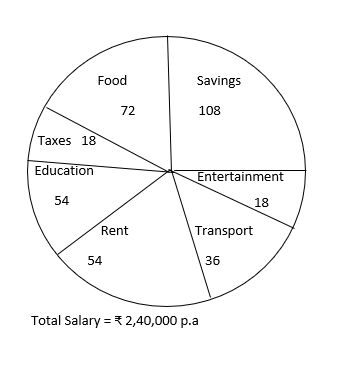 Food
72
Savings
108
Taxes 18
Education
54
Entertainment
18
Rent
54
Transport
36
Total Salary = ₹ 2,40,000 p.a